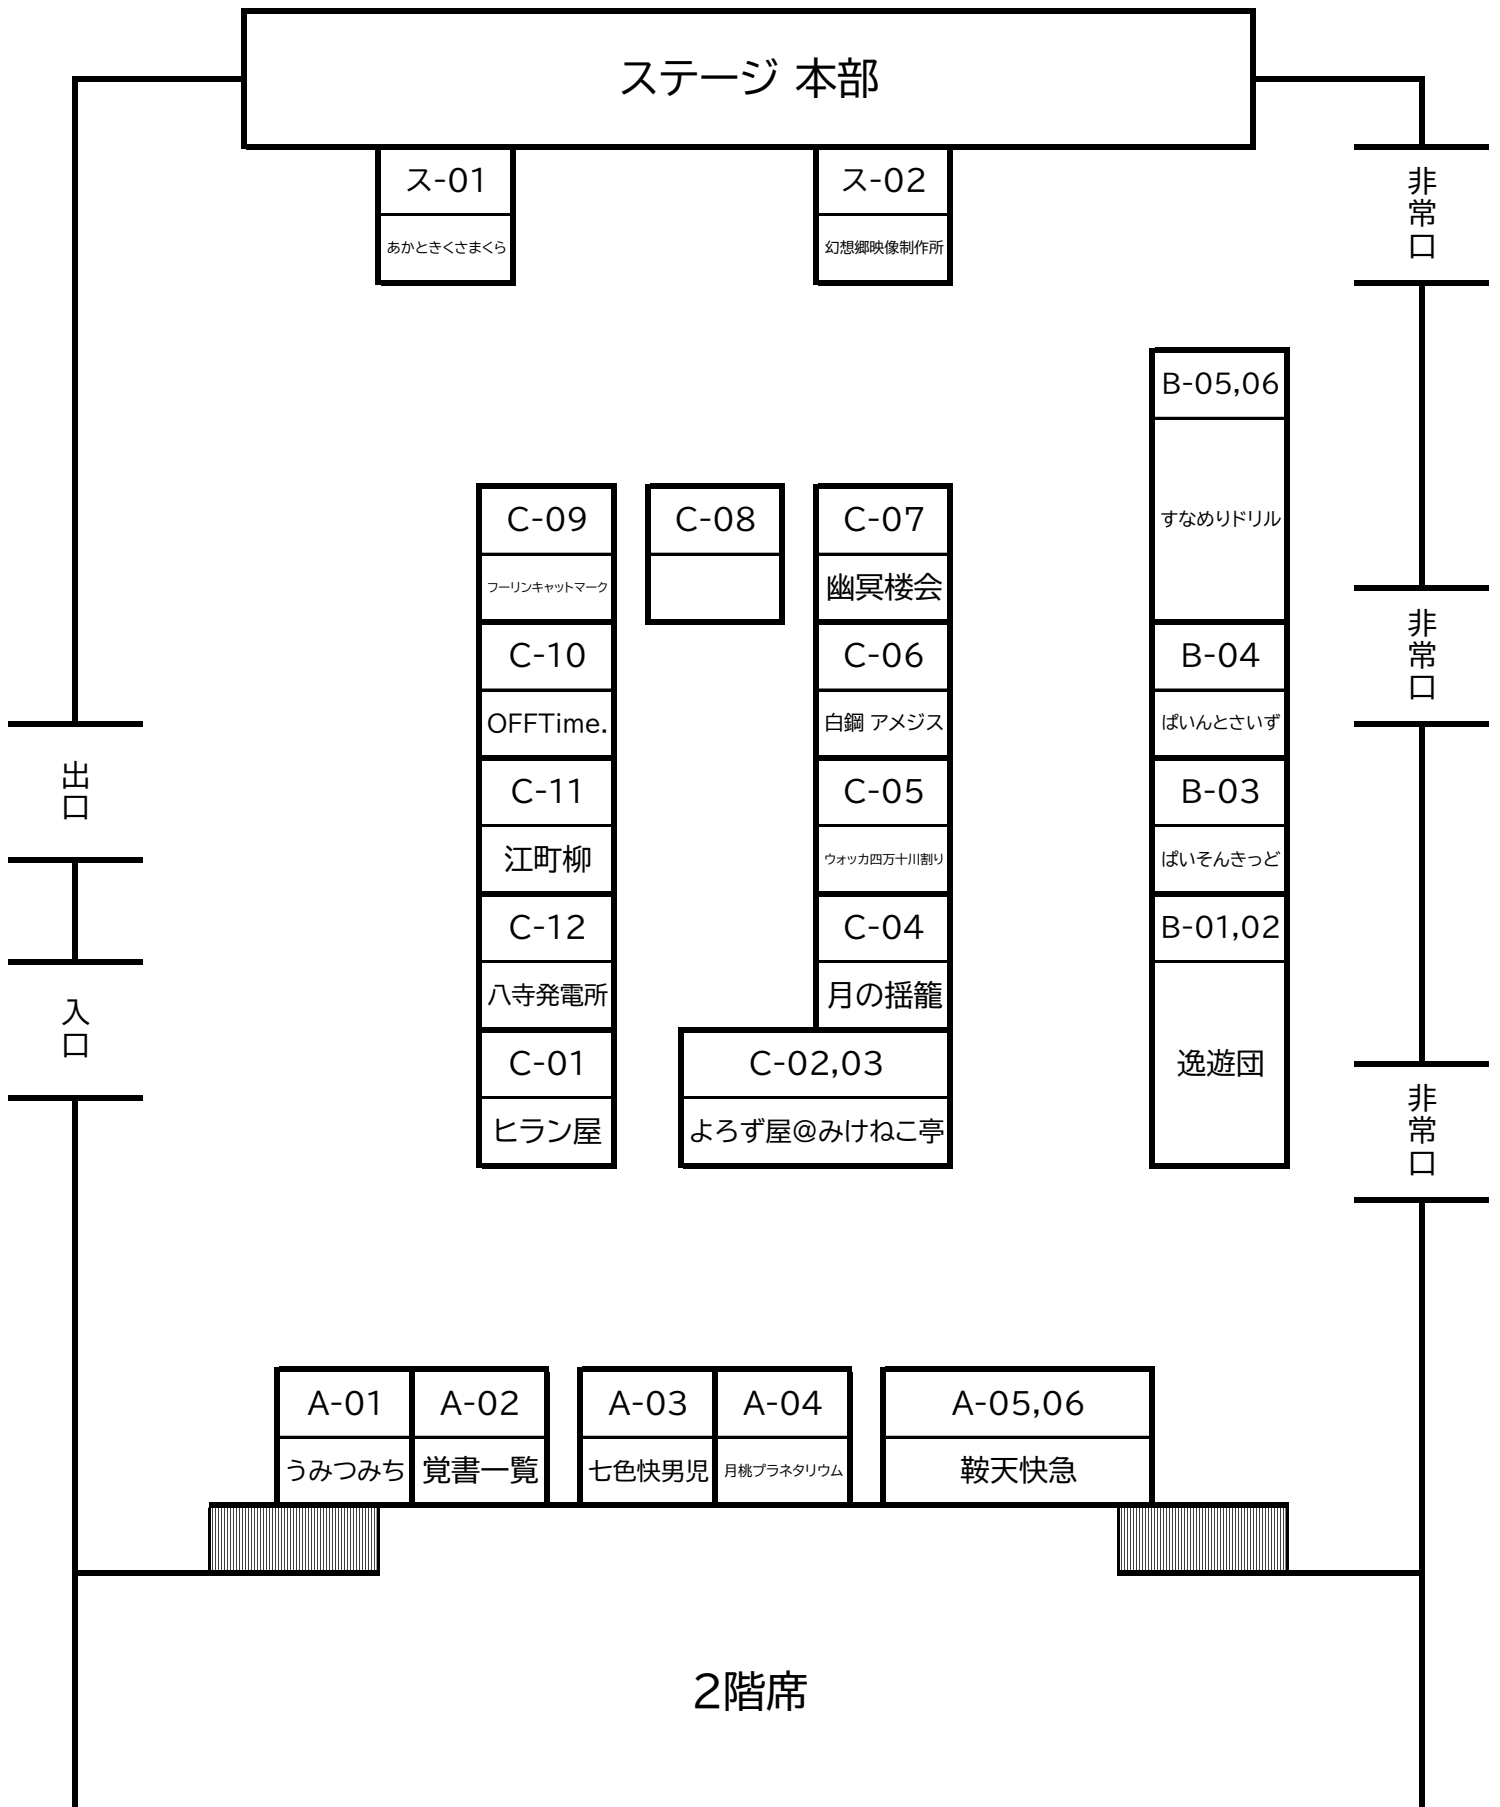 ステージ 本部
ス-01
あかときくさまくら
ス-02
幻想郷映像制作所
非常口
B-05,06
すなめりドリル
C-09
フーリンキャットマーク
C-08
C-07
幽冥楼会
C-10
OFFTime.
C-06
白鋼 アメジス
B-04
ぱいんとさいず
非常口
出口
C-11
江町柳
C-05
ウォッカ四万十川割り
B-03
ぱいそんきっど
C-12
八寺発電所
C-04
月の揺籠
B-01,02
逸遊団
入口
C-01
ヒラン屋
C-02,03
よろず屋@みけねこ亭
非常口
A-01
うみつみち
A-02
覚書一覧
A-03
七色快男児
A-04
月桃プラネタリウム
A-05,06
鞍天快急
2階席